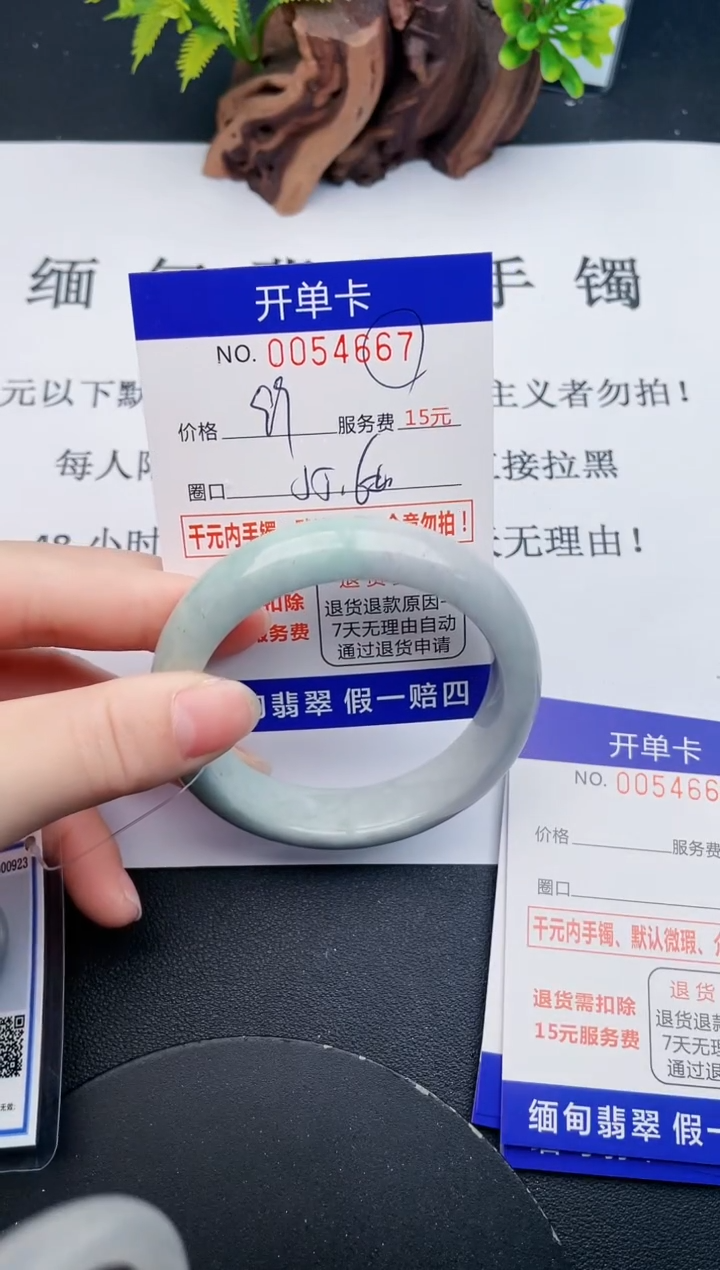 缅
手 镯
元以下默
主义者勿拍！
每人
接拉黑
48 小时
天无理由！
开单卡
NO. 0054667
价格 服务费 15元
圈口 55.6
千元内手镯、
勿拍！
扣除
服务费
退货退款原因
7天无理由自动
通过退货申请
翡翠 假一赔四
开单卡
NO. 005466
价格 服务费
圈口
千元内手镯、默认微瑕、
退货需扣除
15元服务费
退货
退货退款
7天无理
通过退
缅甸翡翠 假一
00923